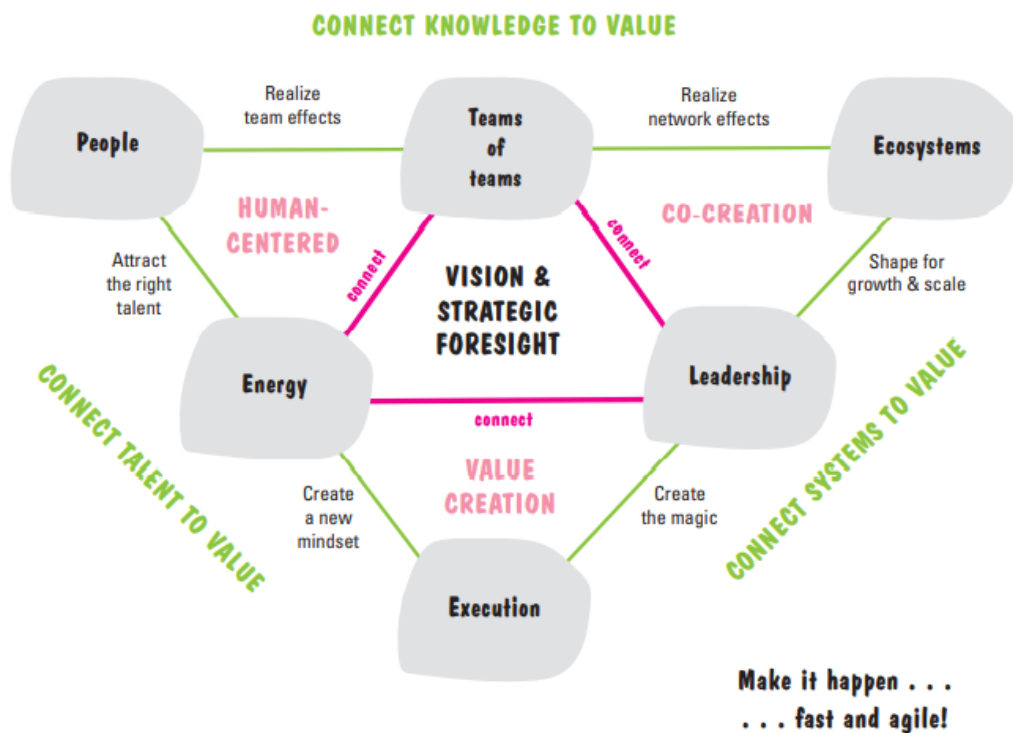 CONNECT KNOWLEDGE TO VALUE
Realize
team effects
Realize
network effects
People
Teams
of
teams
Ecosystems
HUMAN-
CENTERED
CO-CREATION
connect
connect
Attract
the right
talent
VISION &
STRATEGIC
FORESIGHT
Shape for
growth & scale
Energy
Leadership
connect
CONNECT TALENT TO VALUE
CONNECT SYSTEMS TO VALUE
VALUE
CREATION
Create
a new
mindset
Create
the magic
Execution
Make it happen . . .
. . . fast and agile!